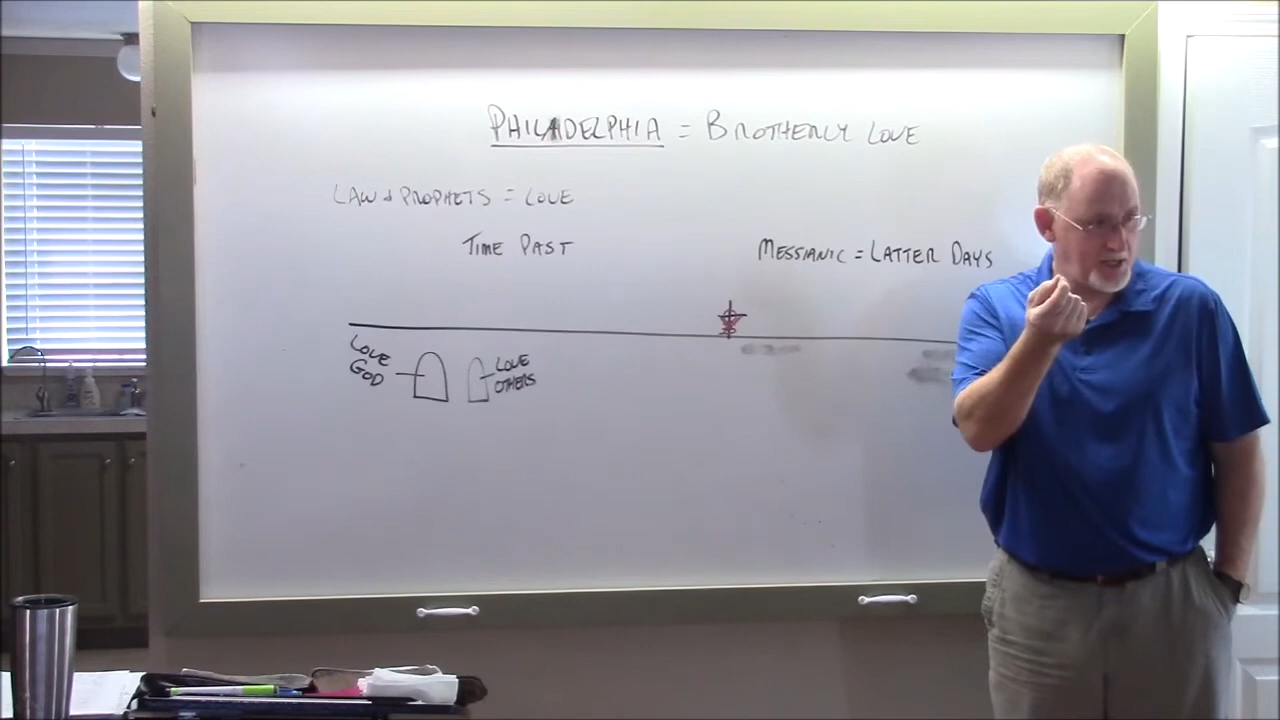 PHILADELPHIA = BROTHERLY LOVE
LAW & PROPHETS = LOVE
TIME PAST
MESSIANIC = LATTER DAYS
LOVE
GOD
LOVE
OTHERS